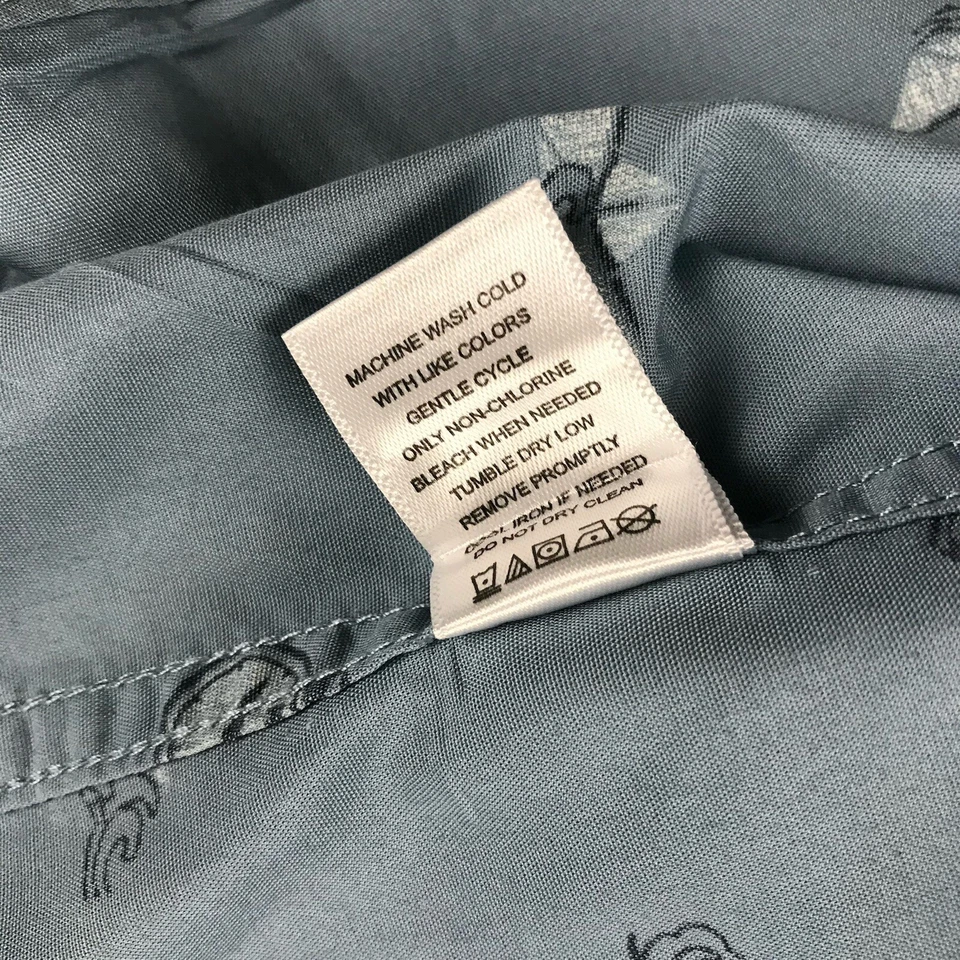 MACHINE WASH COLD
WITH LIKE COLORS
GENTLE CYCLE
ONLY NON-CHLORINE
BLEACH WHEN NEEDED
TUMBLE DRY LOW
REMOVE PROMPTLY
COOL IRON IF NEEDED
DO NOT DRY CLEAN